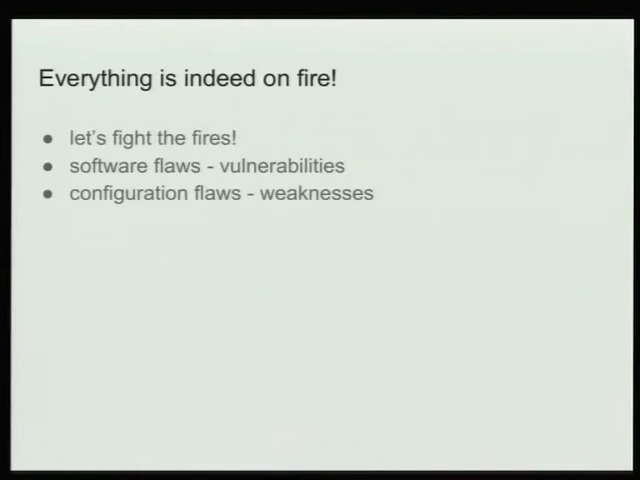 Everything is indeed on fire!
● let's fight the fires!
● software flaws - vulnerabilities
● configuration flaws - weaknesses